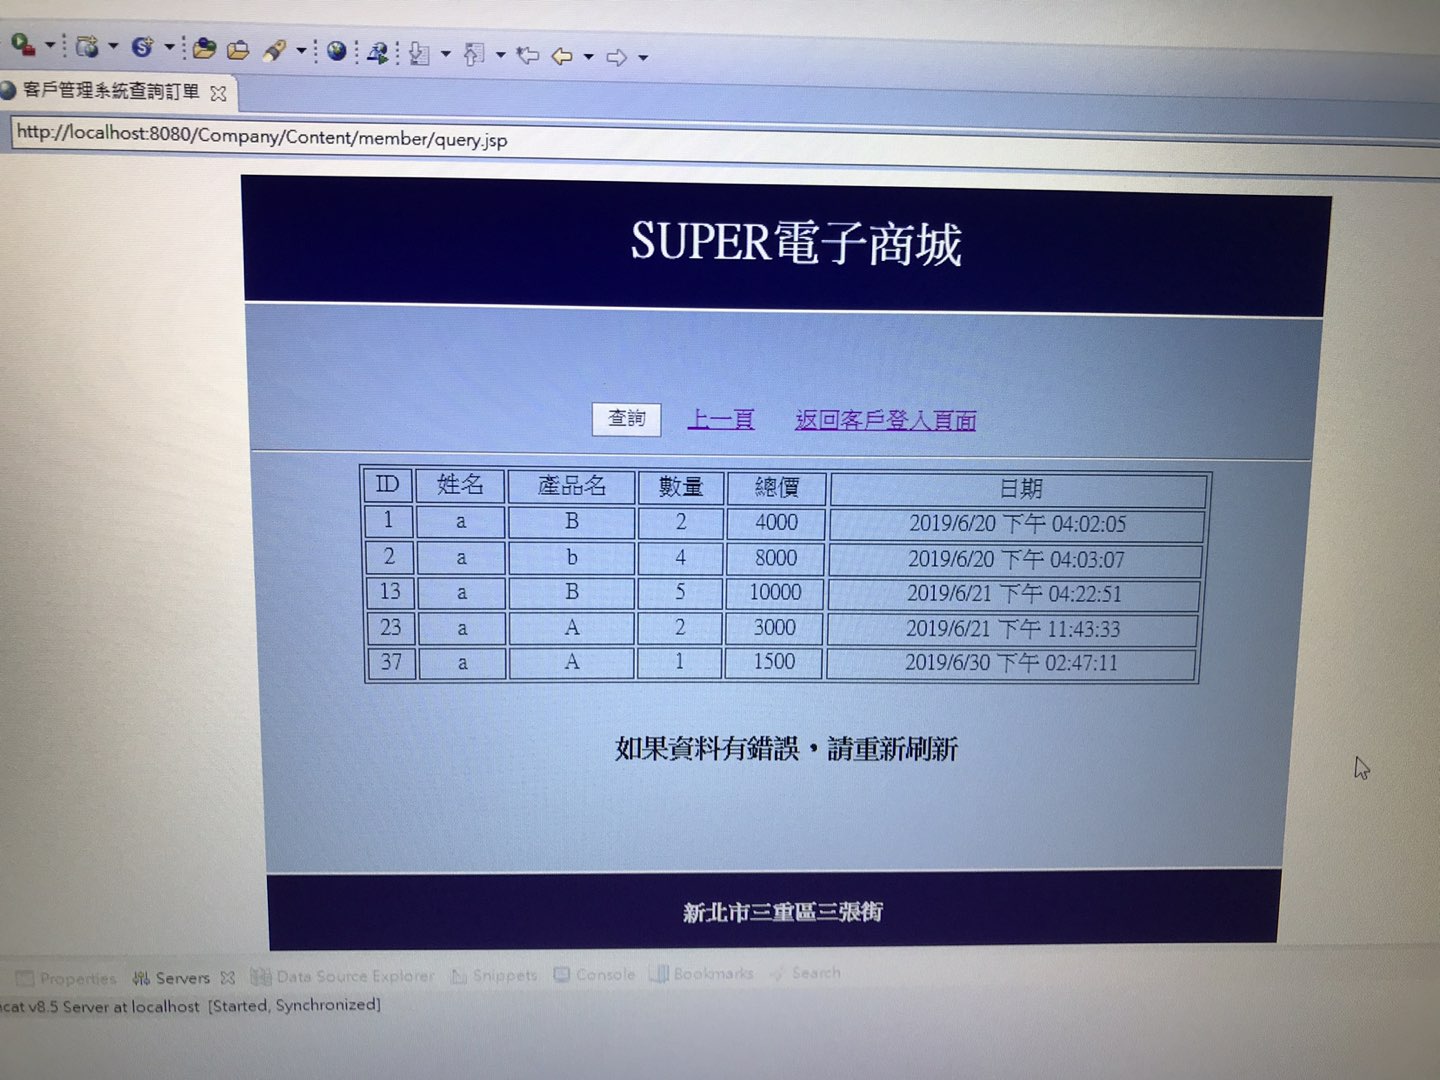 客戶管理系統查詢訂單
http://localhost:8080/Company/Content/member/query.jsp
SUPER電子商城
查詢 上一頁 返回客戶登入頁面
ID 姓名 產品名 數量 總價 日期
1 a B 2 4000 2019/6/20 下午 04:02:05
2 a b 4 8000 2019/6/20 下午 04:03:07
13 a B 5 10000 2019/6/21 下午 04:22:51
23 a A 2 3000 2019/6/21 下午 11:43:33
37 a A 1 1500 2019/6/30 下午 02:47:11
如果資料有錯誤，請重新刷新
新北市三重區三張街
Properties Servers Data Source Explorer Snippets Console Bookmarks Search
cat v8.5 Server at localhost [Started, Synchronized]